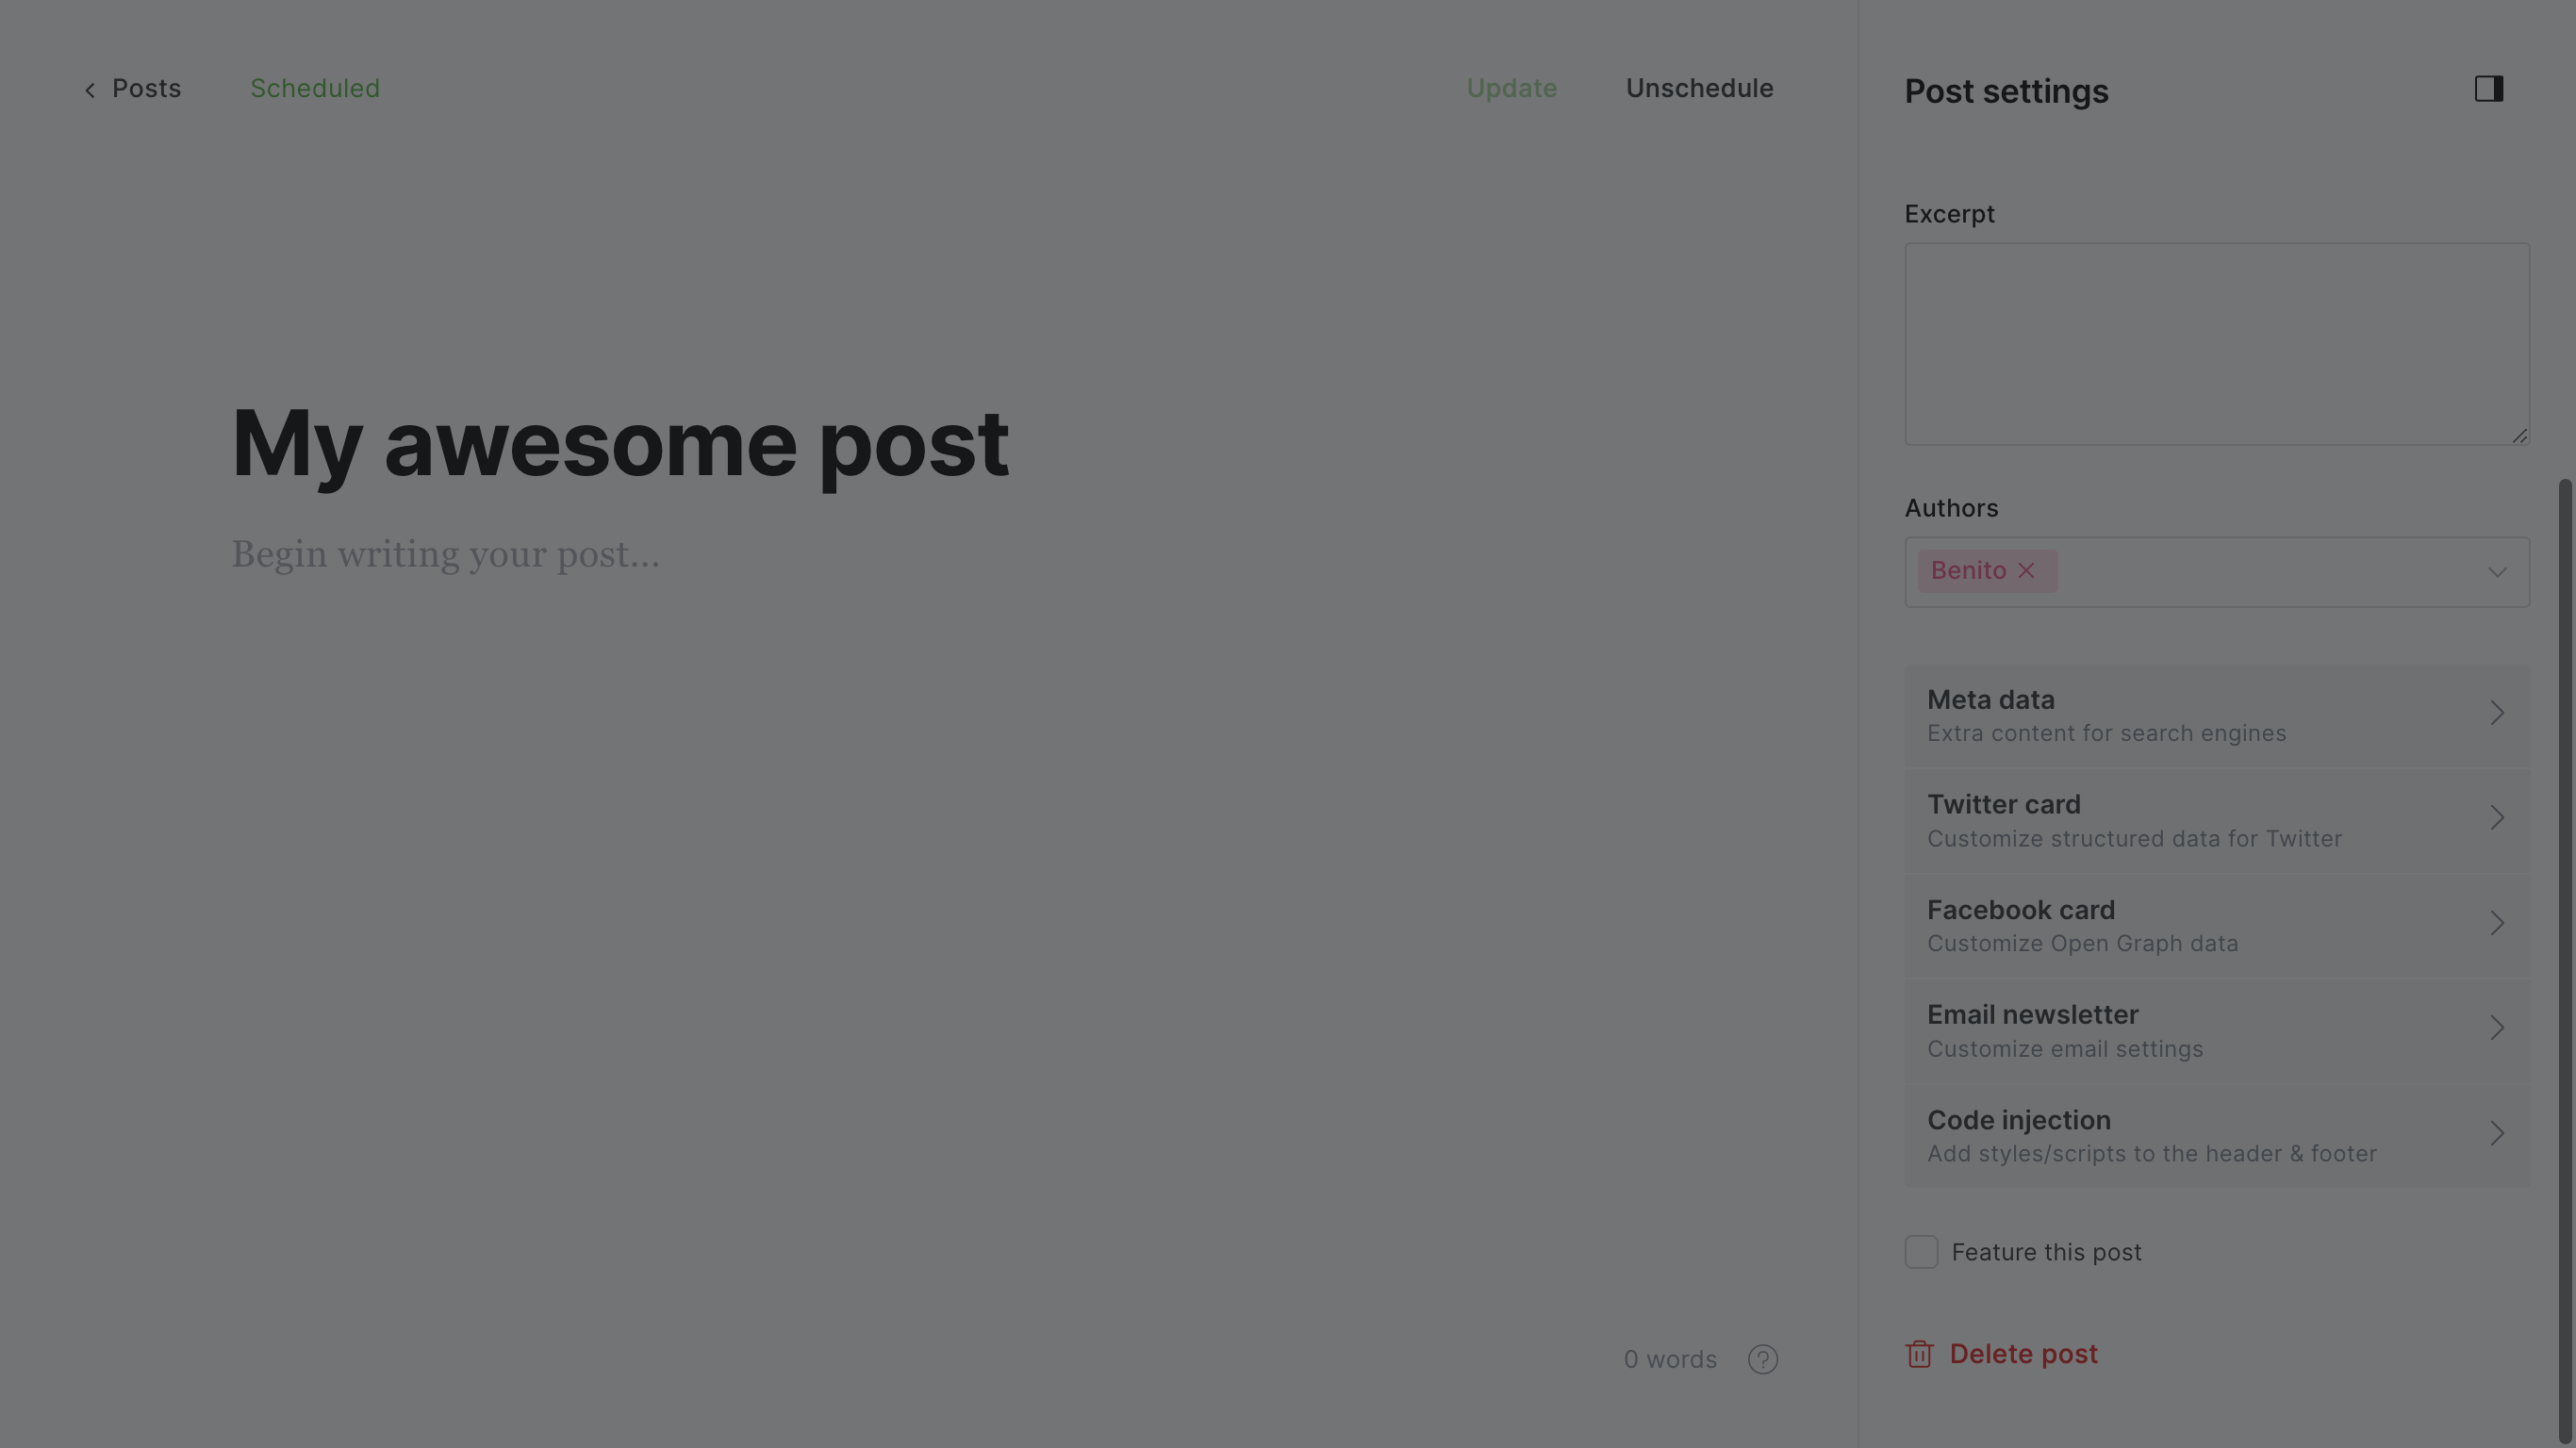 Posts
Scheduled
Update
Unschedule
Post settings
Excerpt
My awesome post
Begin writing your post...
Authors
Benito
Meta data
Extra content for search engines
Twitter card
Customize structured data for Twitter
Facebook card
Customize Open Graph data
Email newsletter
Customize email settings
Code injection
Add styles/scripts to the header & footer
Feature this post
0 words
?
Delete post